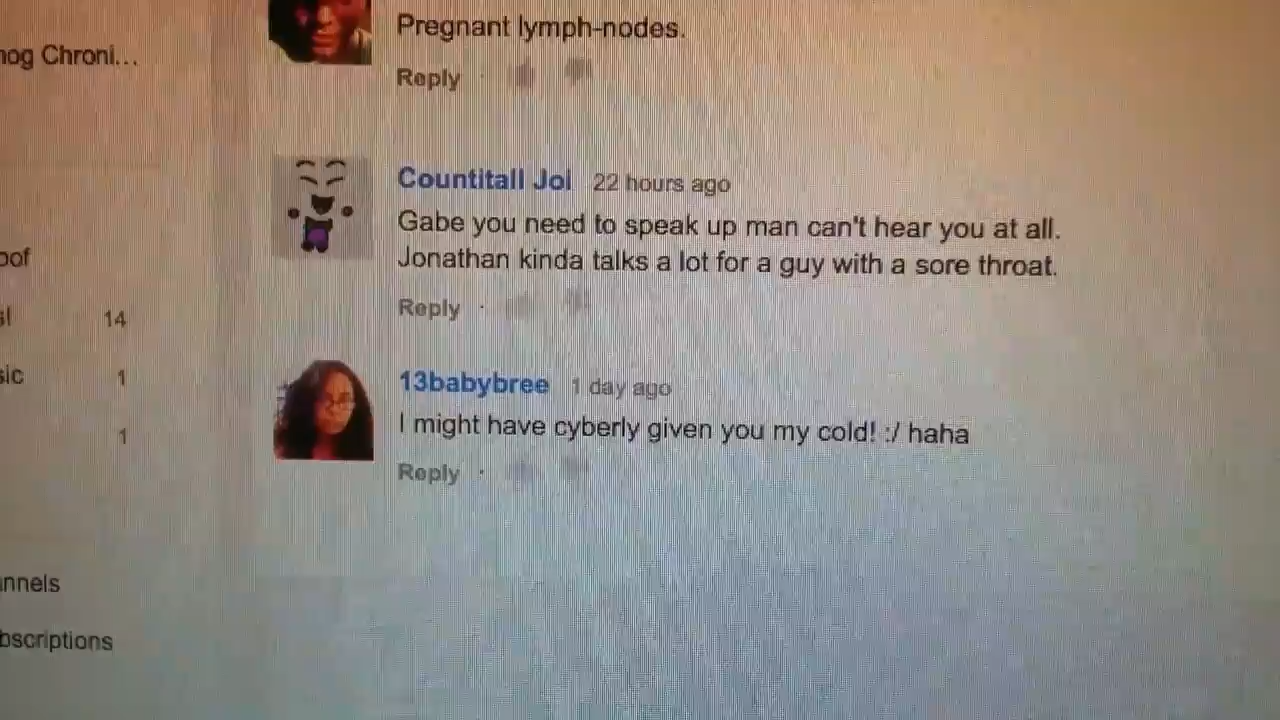 Pregnant lymph-nodes.
Reply
Countitall Joi 22 hours ago
Gabe you need to speak up man can't hear you at all.
Jonathan kinda talks a lot for a guy with a sore throat.
Reply ·
13babybree 1 day ago
I might have cyberly given you my cold! :/ haha
Reply ·
nog Chroni...
oof
14
sic 1
1
nnels
bscriptions